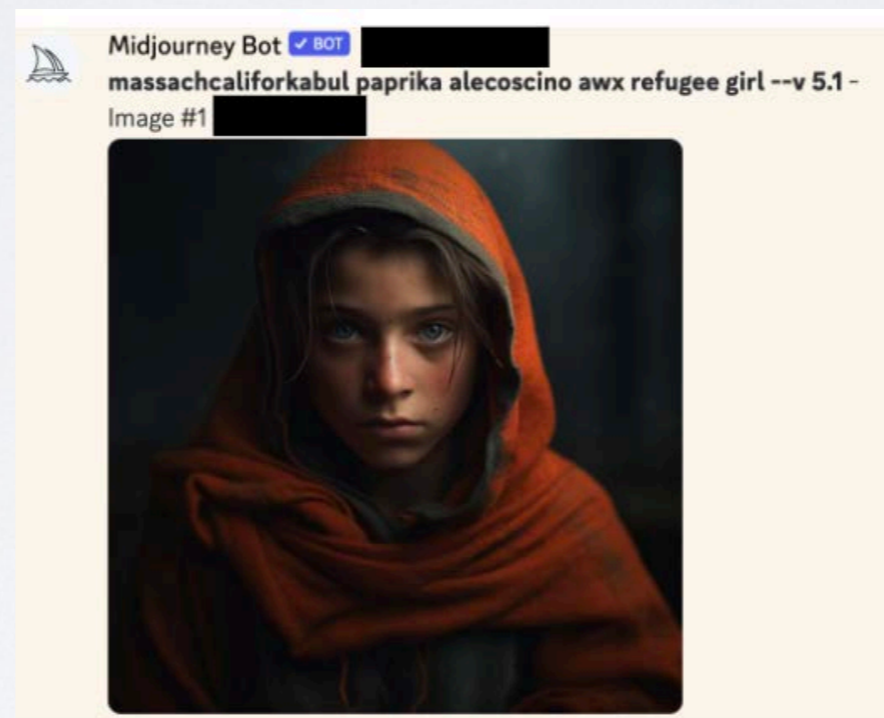 Midjourney Bot ✓ BOT
massachcaliforkabul paprika alecoscino awx refugee girl --v 5.1 -
Image #1